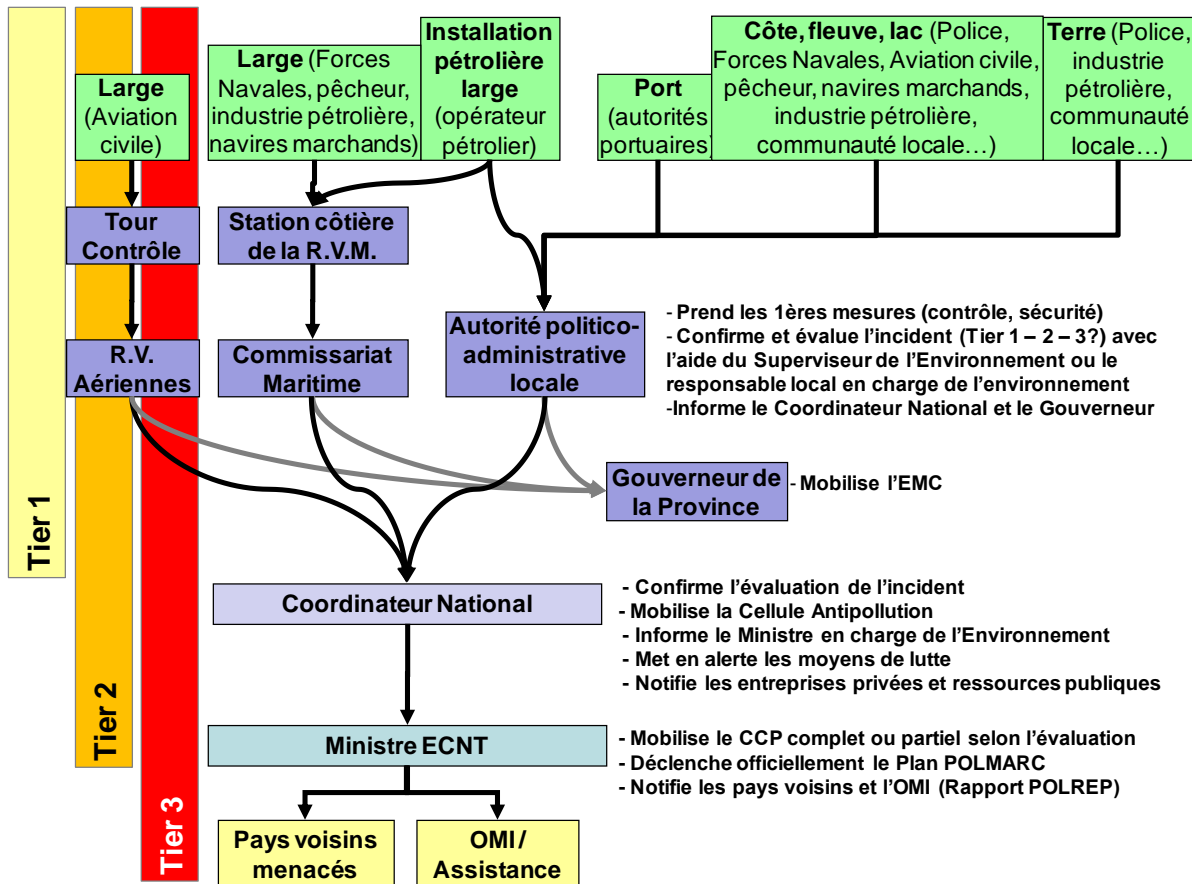 Large
(Aviation
civile)
Large (Forces
Navales, pêcheur,
industrie pétrolière,
navires marchands)
Installation
pétrolière
large
(opérateur
pétrolier)
Port
(autorités
portuaires)
Côte, fleuve, lac (Police,
Forces Navales, Aviation civile,
pêcheur, navires marchands,
industrie pétrolière,
communauté locale…)
Terre (Police,
industrie
pétrolière,
communauté
locale…)
Tour
Contrôle
Station côtière
de la R.V.M.
R.V.
Aériennes
Commissariat
Maritime
Autorité politico-
administrative
locale
- Prend les 1ères mesures (contrôle, sécurité)
- Confirme et évalue l’incident (Tier 1 – 2 – 3?) avec
l’aide du Superviseur de l’Environnement ou le
responsable local en charge de l’environnement
-Informe le Coordinateur National et le Gouverneur
Gouverneur de
la Province
- Mobilise l’EMC
Tier 1
Coordinateur National
- Confirme l’évaluation de l’incident
- Mobilise la Cellule Antipollution
- Informe le Ministre en charge de l’Environnement
- Met en alerte les moyens de lutte
- Notifie les entreprises privées et ressources publiques
Tier 2
Ministre ECNT
- Mobilise le CCP complet ou partiel selon l’évaluation
- Déclenche officiellement le Plan POLMARC
- Notifie les pays voisins et l’OMI (Rapport POLREP)
Tier 3
Pays voisins
menacés
OMI /
Assistance